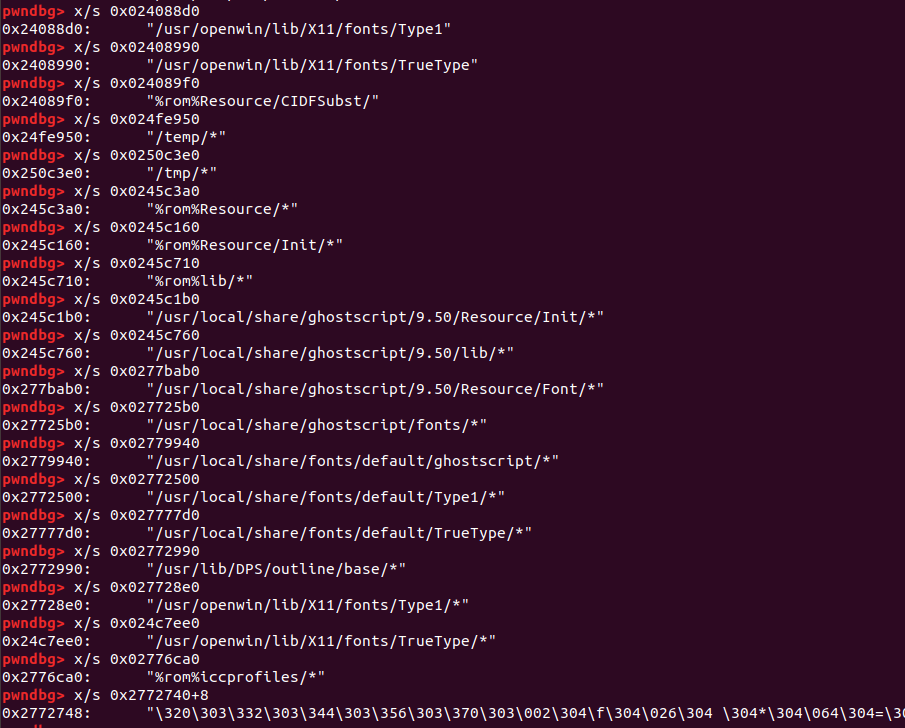 pwndbg> x/s 0x024088d0
0x24088d0:      "/usr/openwin/lib/X11/fonts/Type1"
pwndbg> x/s 0x02408990
0x2408990:      "/usr/openwin/lib/X11/fonts/TrueType"
pwndbg> x/s 0x024089f0
0x24089f0:      "%rom%Resource/CIDFSubst/"
pwndbg> x/s 0x024fe950
0x24fe950:      "/temp/*"
pwndbg> x/s 0x0250c3e0
0x250c3e0:      "/tmp/*"
pwndbg> x/s 0x0245c3a0
0x245c3a0:      "%rom%Resource/*"
pwndbg> x/s 0x0245c160
0x245c160:      "%rom%Resource/Init/*"
pwndbg> x/s 0x0245c710
0x245c710:      "%rom%lib/*"
pwndbg> x/s 0x0245c1b0
0x245c1b0:      "/usr/local/share/ghostscript/9.50/Resource/Init/*"
pwndbg> x/s 0x0245c760
0x245c760:      "/usr/local/share/ghostscript/9.50/lib/*"
pwndbg> x/s 0x0277bab0
0x277bab0:      "/usr/local/share/ghostscript/9.50/Resource/Font/*"
pwndbg> x/s 0x027725b0
0x27725b0:      "/usr/local/share/ghostscript/fonts/*"
pwndbg> x/s 0x02779940
0x2779940:      "/usr/local/share/fonts/default/ghostscript/*"
pwndbg> x/s 0x02772500
0x2772500:      "/usr/local/share/fonts/default/Type1/*"
pwndbg> x/s 0x027777d0
0x27777d0:      "/usr/local/share/fonts/default/TrueType/*"
pwndbg> x/s 0x02772990
0x2772990:      "/usr/lib/DPS/outline/base/*"
pwndbg> x/s 0x027728e0
0x27728e0:      "/usr/openwin/lib/X11/fonts/Type1/*"
pwndbg> x/s 0x024c7ee0
0x24c7ee0:      "/usr/openwin/lib/X11/fonts/TrueType/*"
pwndbg> x/s 0x02776ca0
0x2776ca0:      "%rom%iccprofiles/*"
pwndbg> x/s 0x2772740+8
0x2772748:      "\320\303\332\303\344\303\356\303\370\303\002\304\f\304\026\304 \304*\304\064\304=\3